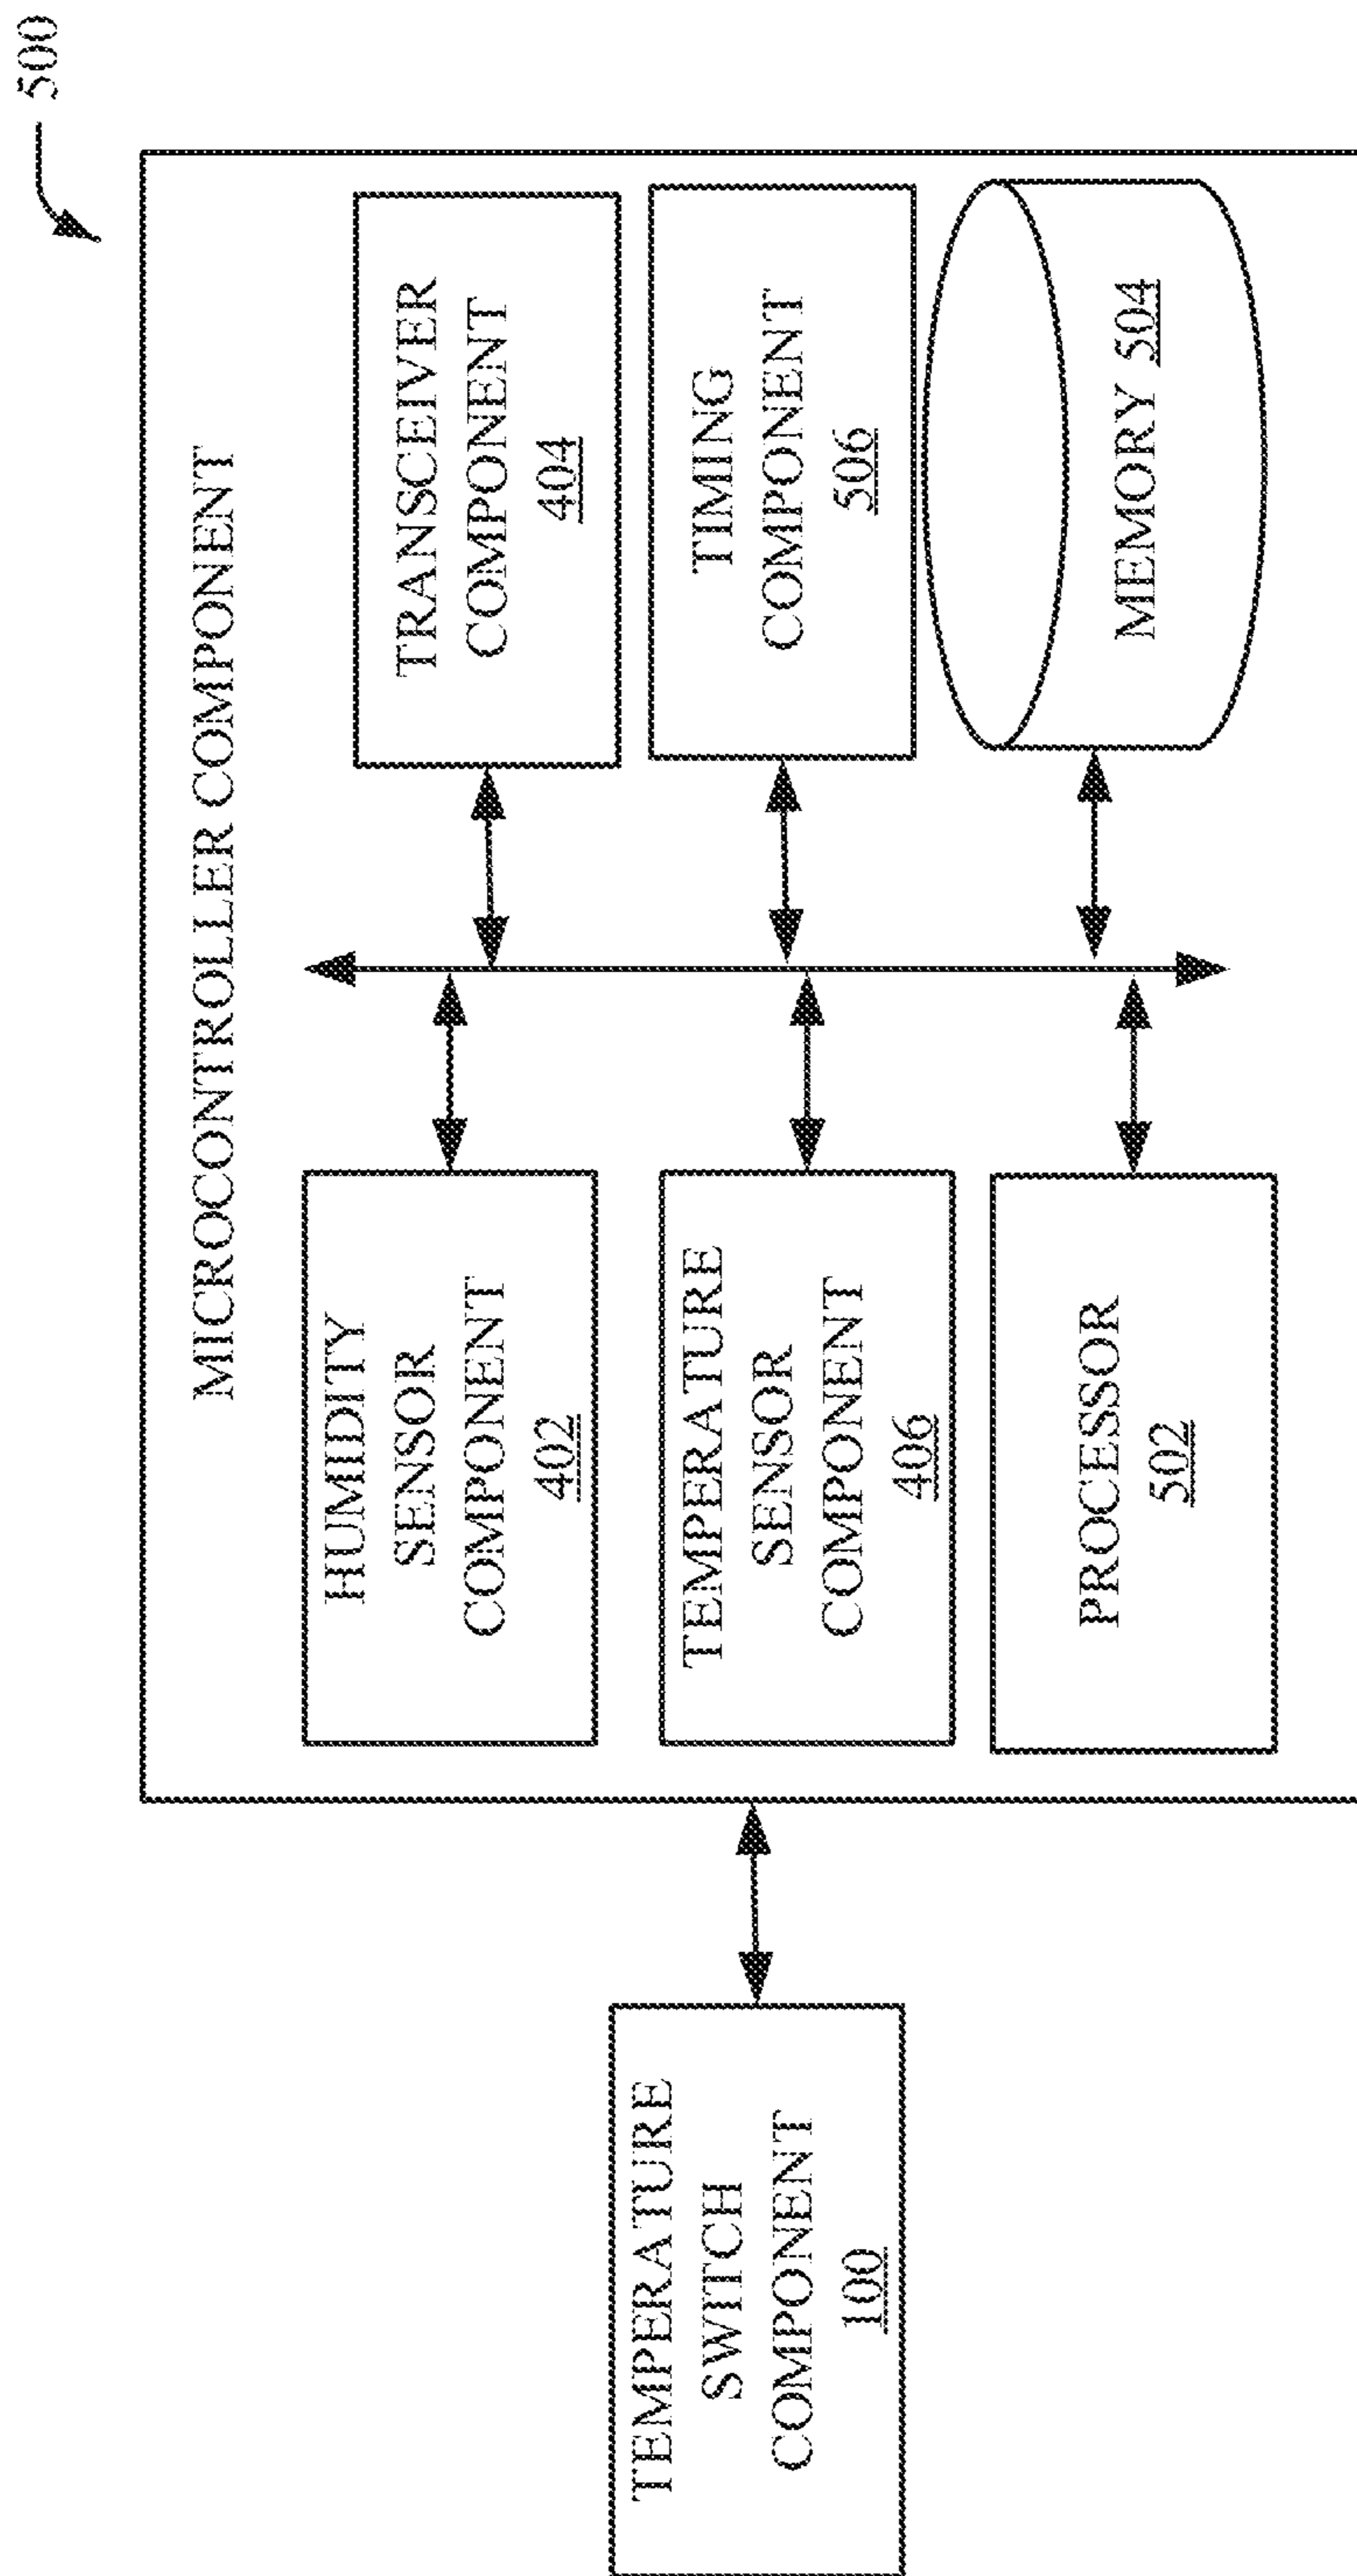 500
MICROCONTROLLER COMPONENT
TEMPERATURE
SWITCH
COMPONENT
100
HUMIDITY
SENSOR
COMPONENT
402
TRANSCEIVER
COMPONENT
404
TEMPERATURE
SENSOR
COMPONENT
406
TIMING
COMPONENT
506
PROCESSOR
502
MEMORY 504